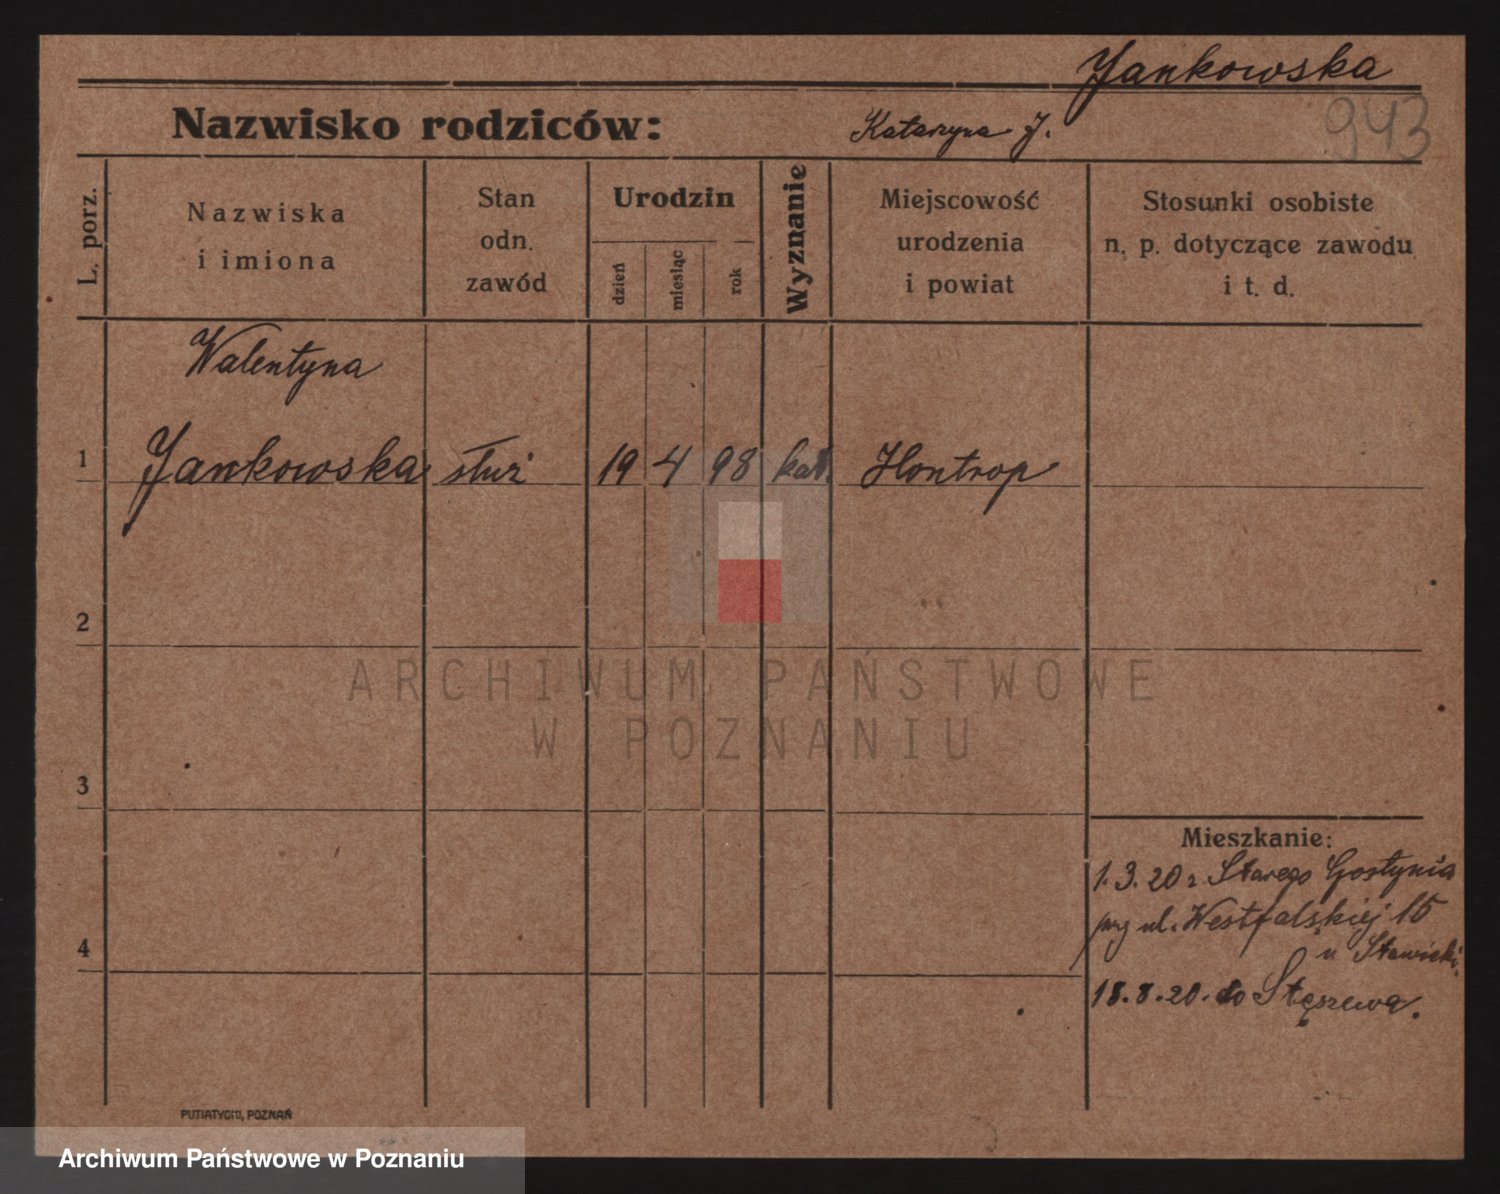 Jankowska
943
Nazwisko rodziców: Katarzyna J.
L. porz.
Nazwiska
i imiona
Stan
odn.
zawód
Urodzin
dzień
miesiąc
rok
Wyznanie
Miejscowość
urodzenia
i powiat
Stosunki osobiste
n. p. dotyczące zawodu
i t. d.
Walentyna
1 Jankowska służ 19 4 98 kat. Hontrop
2
ARCHIWUM PAŃSTWOWE
W POZNANIU
3
Mieszkanie:
1.3.20 z Starego Gostynia
przy ul. Westfalskiej 15
u Stawicki
4
18.8.20. do Stęszewa.
PUTIATYCKI, POZNAŃ
Archiwum Państwowe w Poznaniu